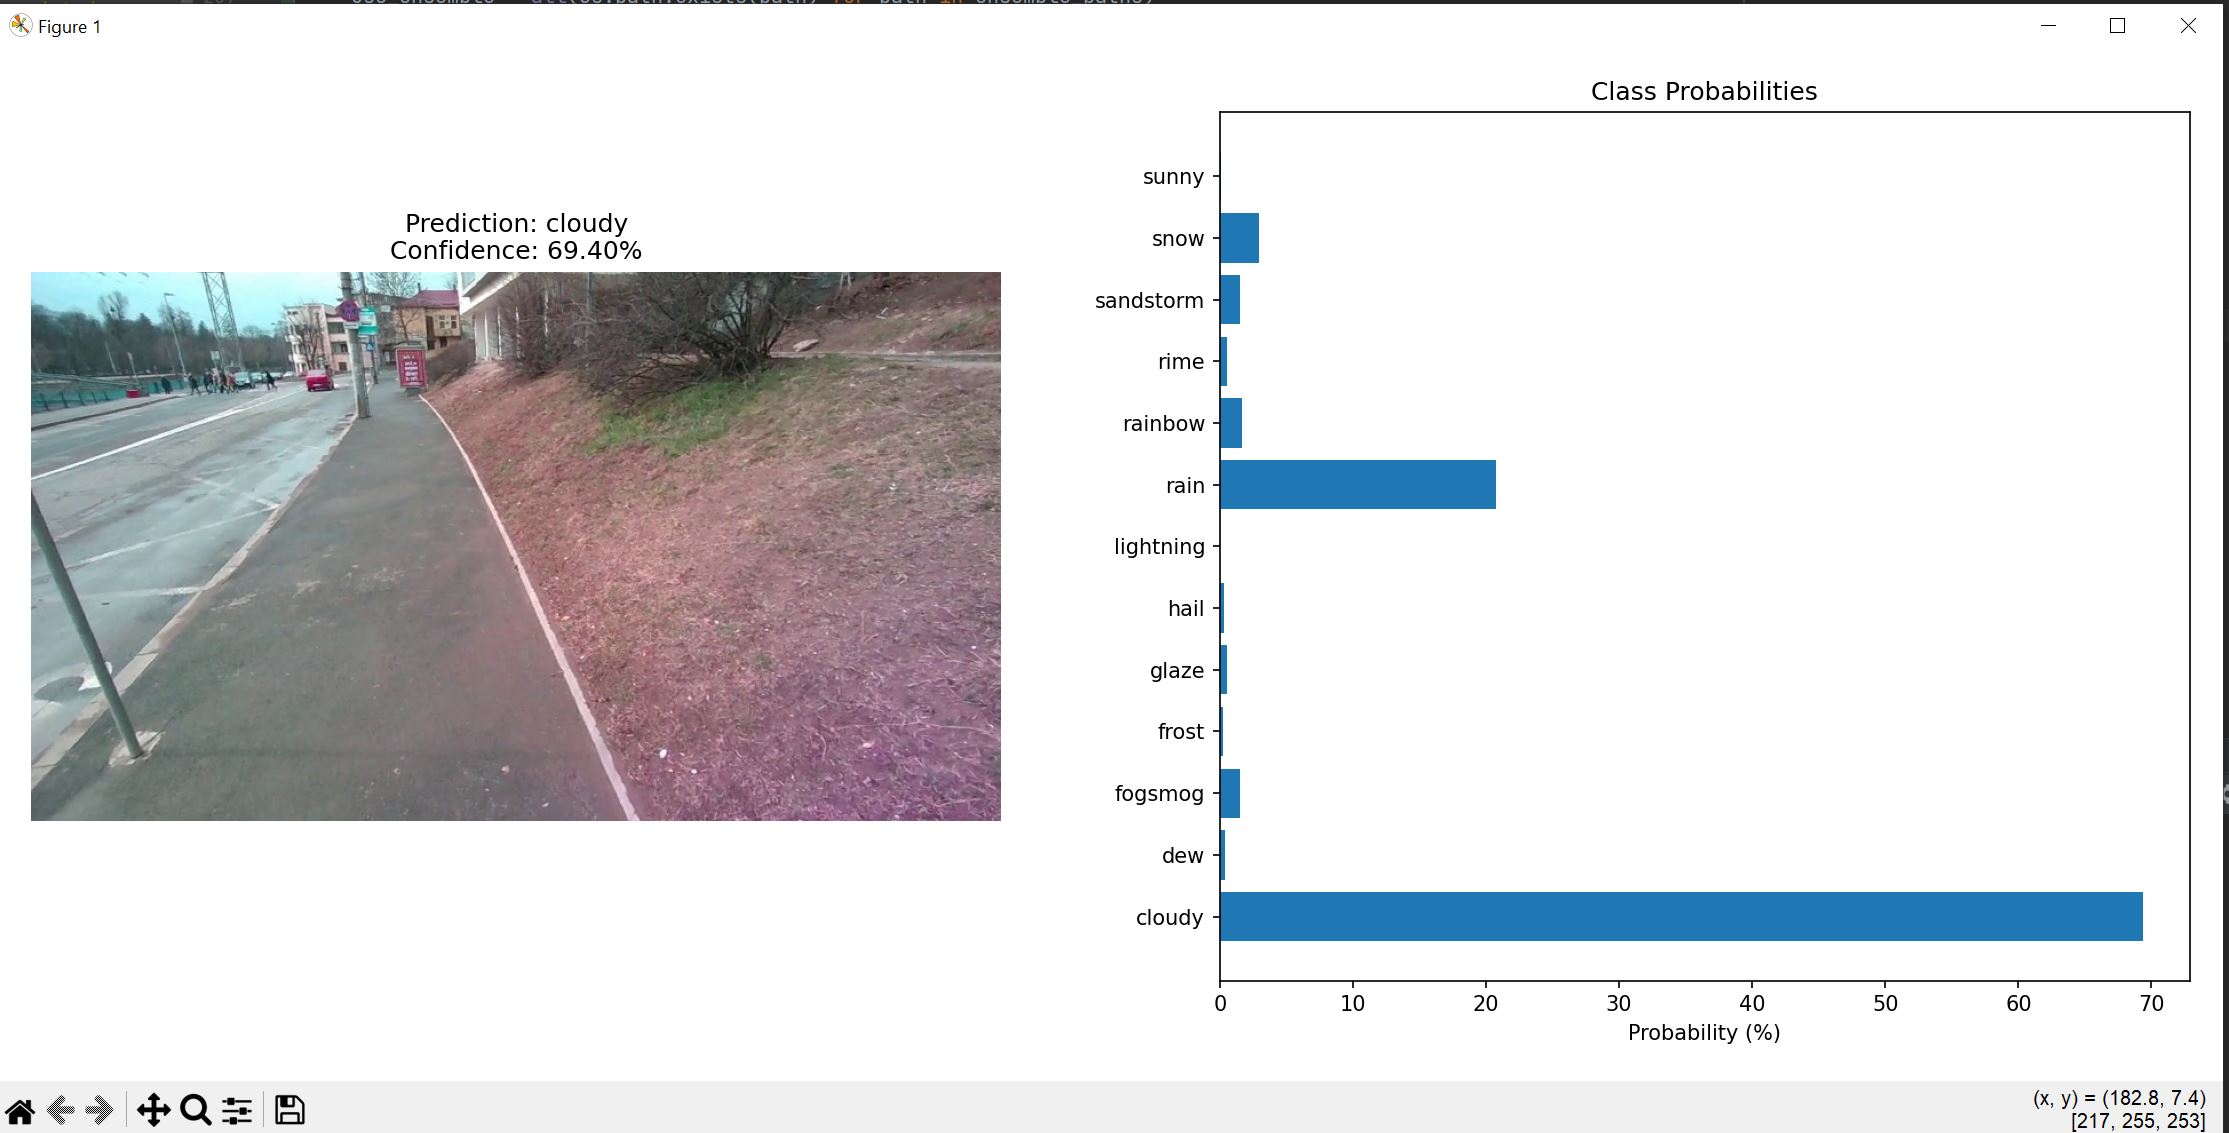 Figure 1
Prediction: cloudy
Confidence: 69.40%
Class Probabilities
sunny
snow
sandstorm
rime
rainbow
rain
lightning
hail
glaze
frost
fogsmog
dew
cloudy
0 10 20 30 40 50 60 70
Probability (%)
(x, y) = (182.8, 7.4)
[217, 255, 253]